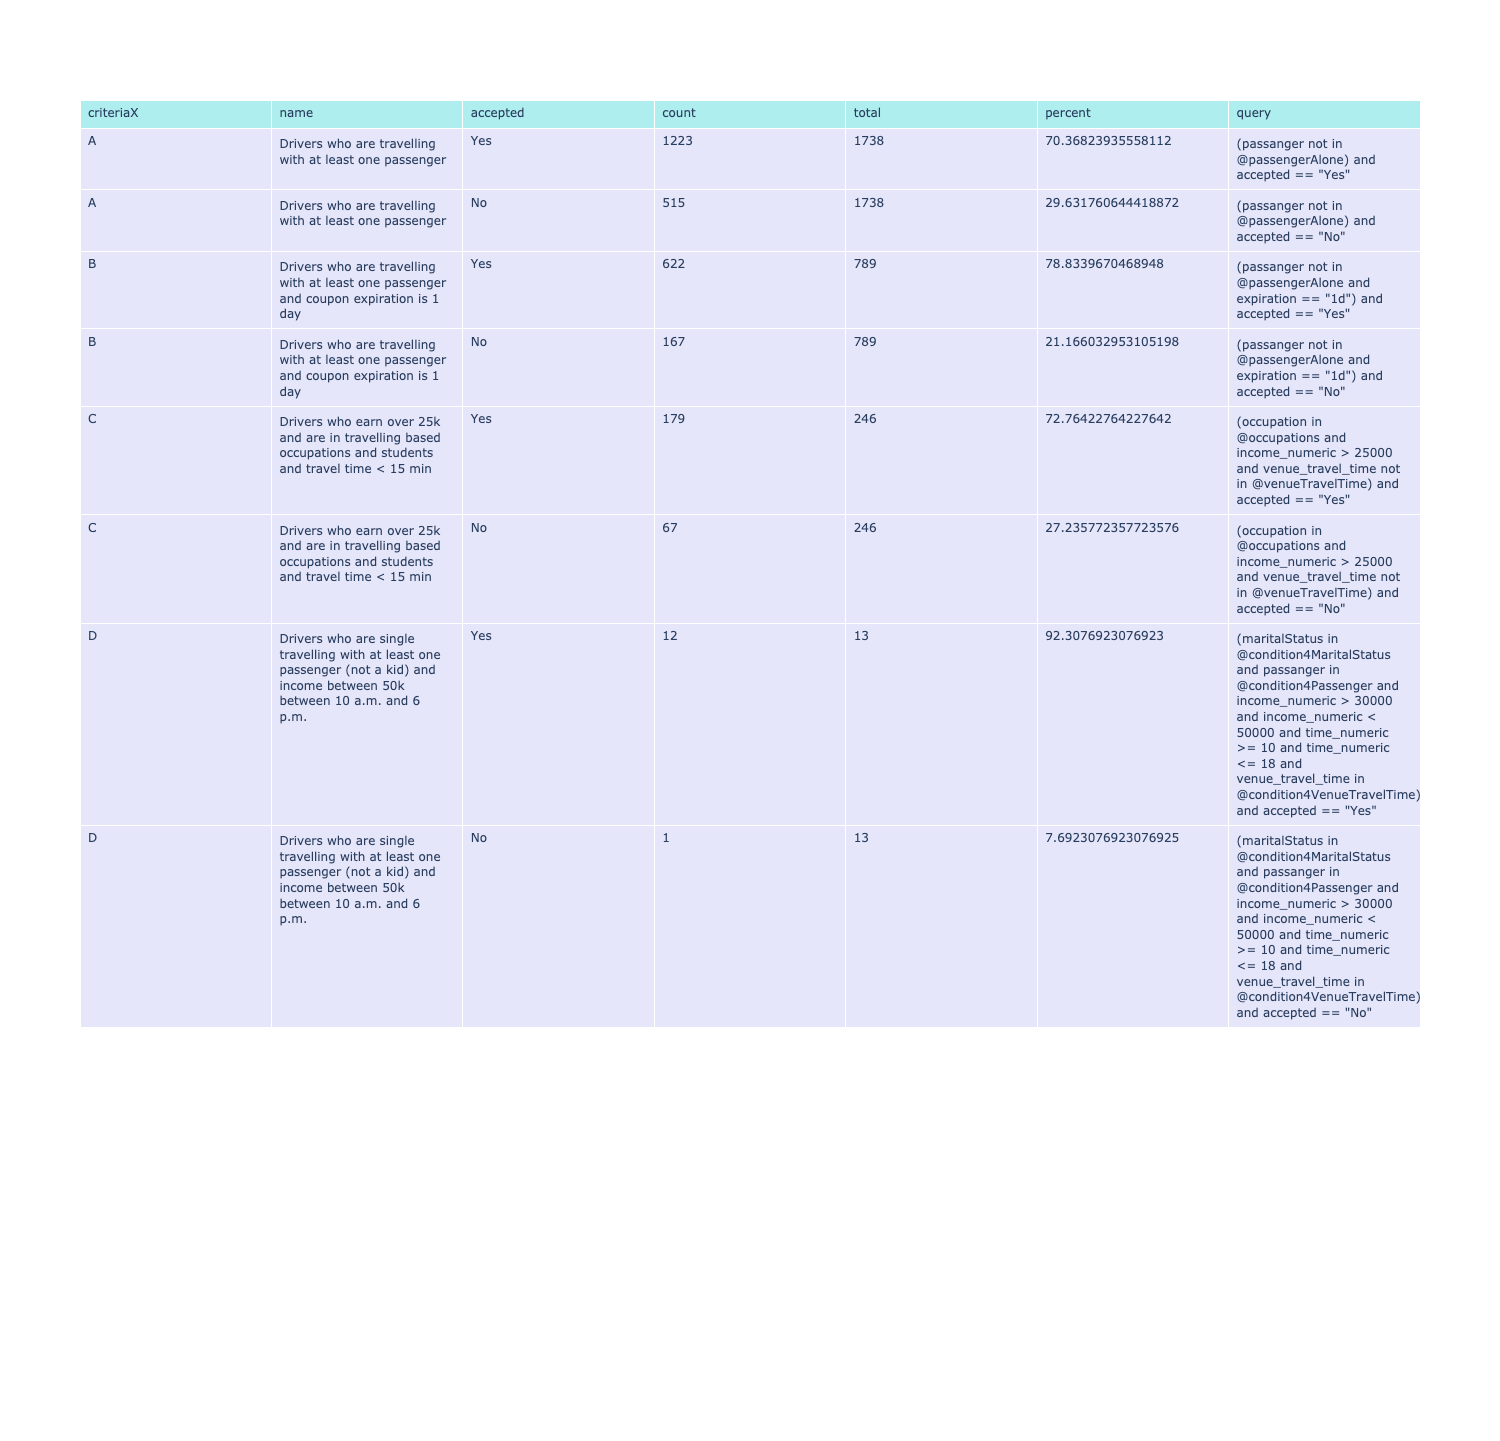 criteriaX name accepted count total percent query
A Drivers who are travelling Yes 1223 1738 70.36823935558112 (passanger not in
with at least one passenger @passengerAlone) and
accepted == "Yes"
A Drivers who are travelling No 515 1738 29.631760644418872 (passanger not in
with at least one passenger @passengerAlone) and
accepted == "No"
B Drivers who are travelling Yes 622 789 78.8339670468948 (passanger not in
with at least one passenger @passengerAlone and
and coupon expiration is 1 expiration == "1d") and
day accepted == "Yes"
B Drivers who are travelling No 167 789 21.166032953105198 (passanger not in
with at least one passenger @passengerAlone and
and coupon expiration is 1 expiration == "1d") and
day accepted == "No"
C Drivers who earn over 25k Yes 179 246 72.76422764227642 (occupation in
and are in travelling based @occupations and
occupations and students income_numeric > 25000
and travel time < 15 min and venue_travel_time not
in @venueTravelTime) and
accepted == "Yes"
C Drivers who earn over 25k No 67 246 27.235772357723576 (occupation in
and are in travelling based @occupations and
occupations and students income_numeric > 25000
and travel time < 15 min and venue_travel_time not
in @venueTravelTime) and
accepted == "No"
D Drivers who are single Yes 12 13 92.3076923076923 (maritalStatus in
travelling with at least one @condition4MaritalStatus
passenger (not a kid) and and passanger in
income between 50k @condition4Passenger and
between 10 a.m. and 6 income_numeric > 30000
p.m. and income_numeric <
50000 and time_numeric
>= 10 and time_numeric
<= 18 and
venue_travel_time in
@condition4VenueTravelTime)
and accepted == "Yes"
D Drivers who are single No 1 13 7.6923076923076925 (maritalStatus in
travelling with at least one @condition4MaritalStatus
passenger (not a kid) and and passanger in
income between 50k @condition4Passenger and
between 10 a.m. and 6 income_numeric > 30000
p.m. and income_numeric <
50000 and time_numeric
>= 10 and time_numeric
<= 18 and
venue_travel_time in
@condition4VenueTravelTime)
and accepted == "No"